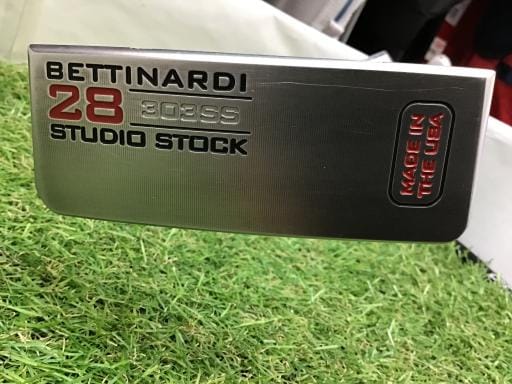 BETTINARDI
28 303SS
STUDIO STOCK
MADE IN
THE USA